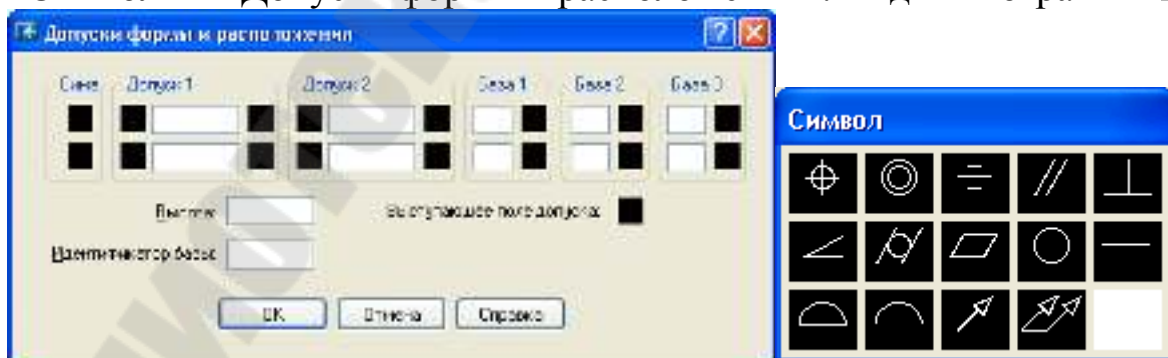 Допуски формы и расположения
Символ
Симв. Допуск 1 Допуск 2 База 1 База 2 База 3
Высота: Выступающее поле допуска:
Идентификатор базы:
OK Отмена Справка